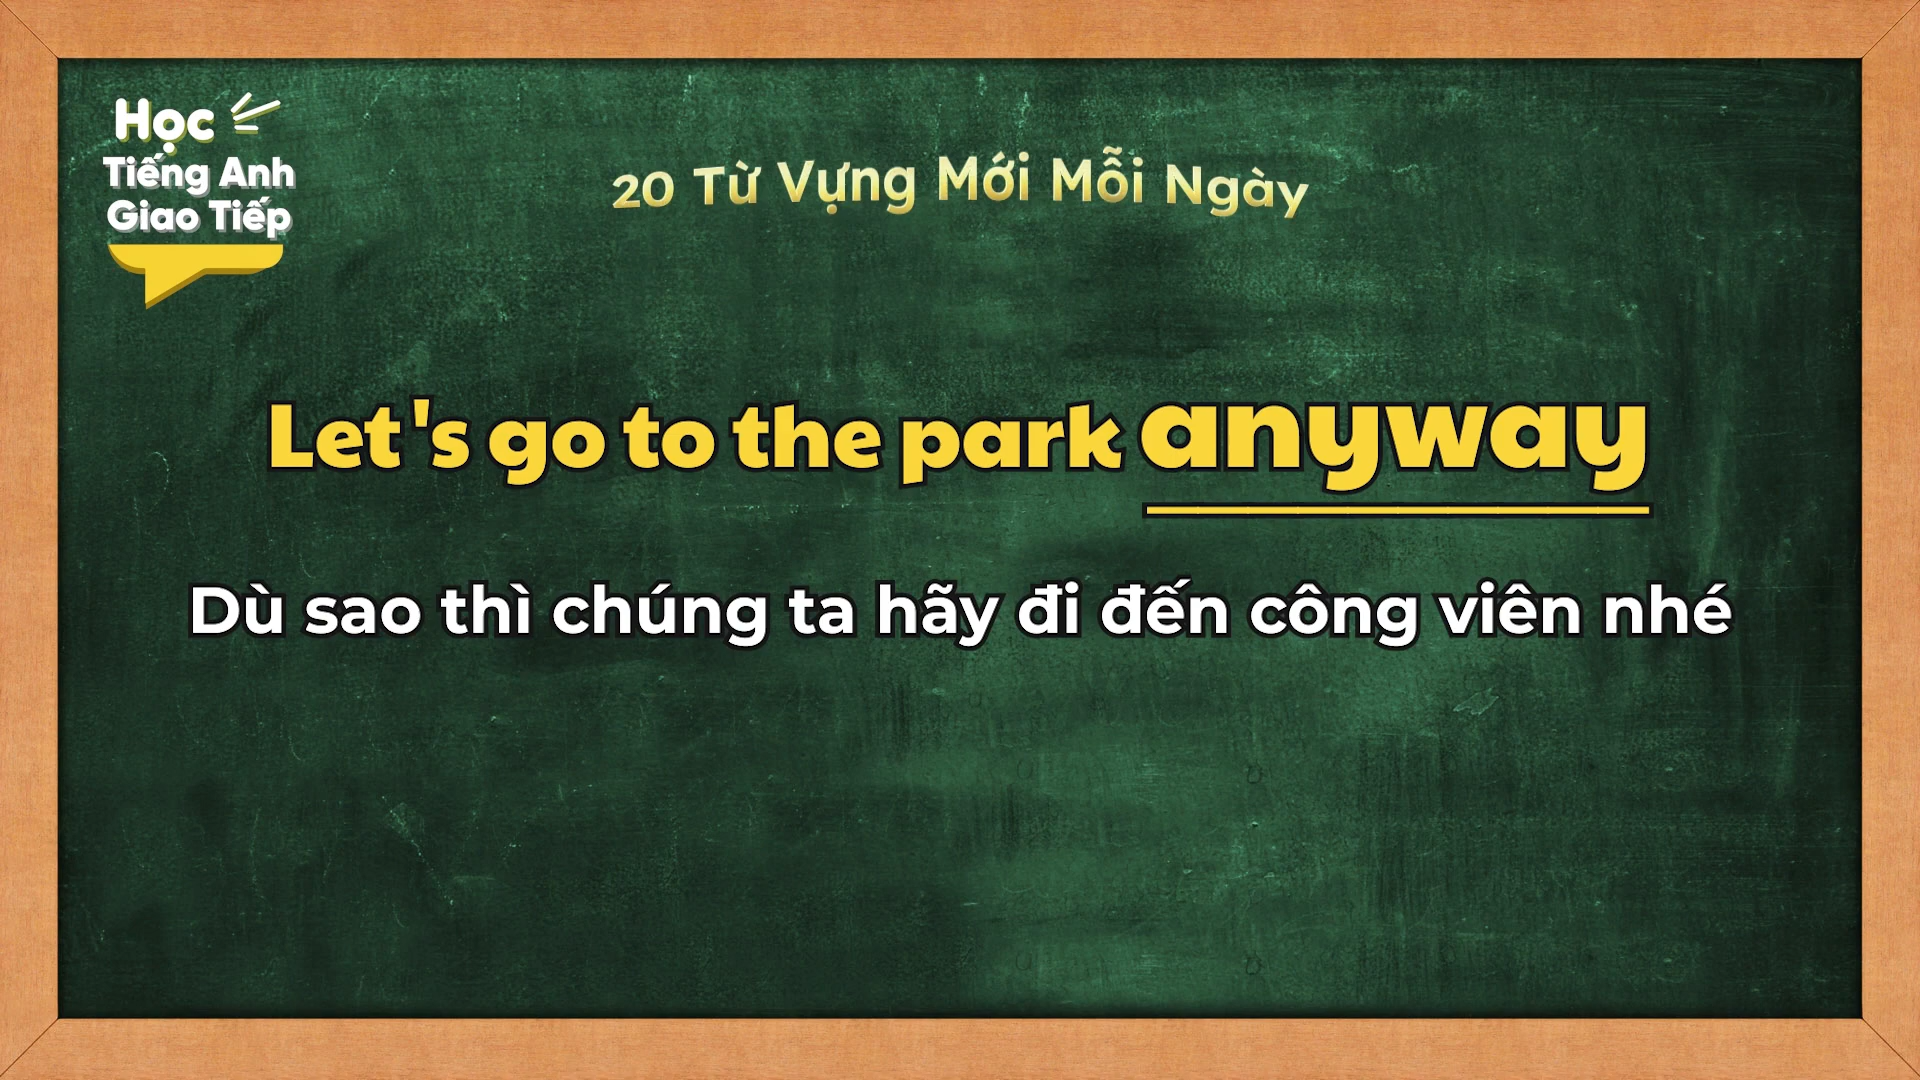 Học
Tiếng Anh
Giao Tiếp
20 Từ Vựng Mới Mỗi Ngày
Let's go to the park anyway
Dù sao thì chúng ta hãy đi đến công viên nhé